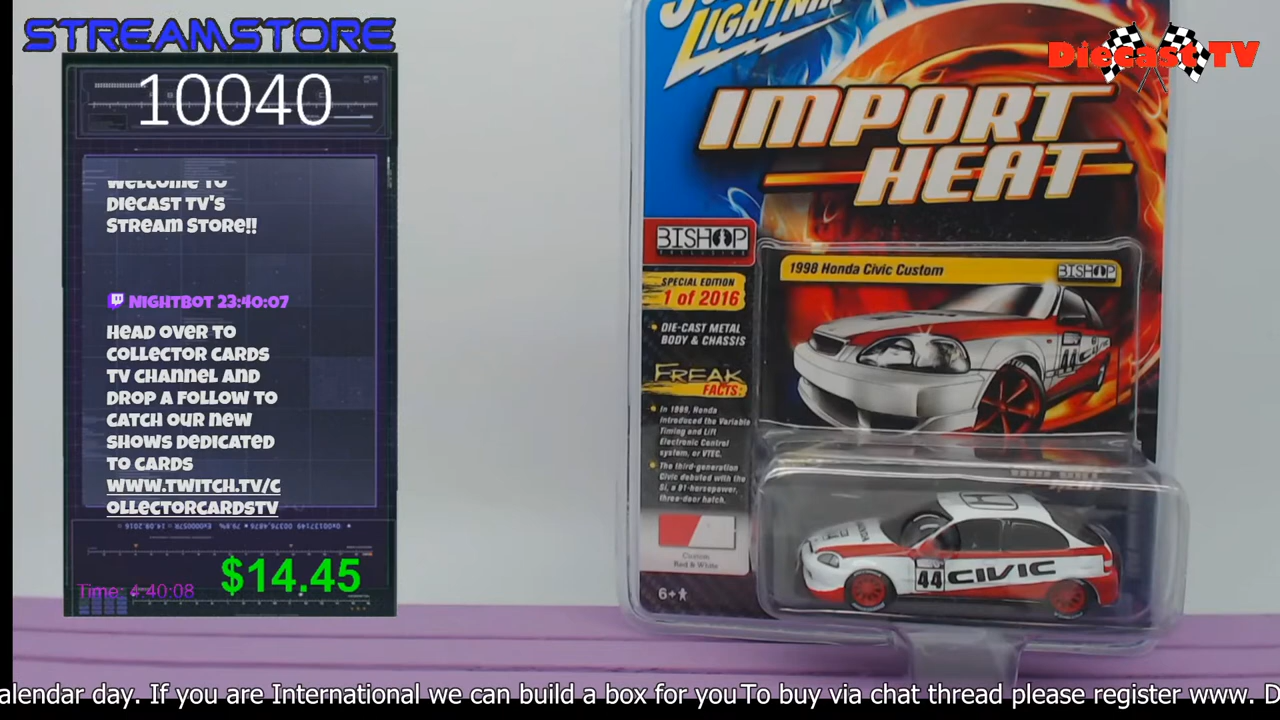 STREAMSTORE
10040
WELCOME TO
DIECAST TV'S
STREAM STORE!!
NIGHTBOT 23:40:07
HEAD OVER TO
COLLECTOR CARDS
TV CHANNEL AND
DROP A FOLLOW TO
CATCH OUR NEW
SHOWS DEDICATED
TO CARDS
WWW.TWITCH.TV/C
OLLECTORCARDSTV
Time: 4:40:08
$14.45
LIGHTNING
Diecast TV
IMPORT
HEAT
BISHOP
SPECIAL EDITION
1 of 2016
• DIE-CAST METAL
BODY & CHASSIS
FREAK
FACTS:
• In 1989, Honda
introduced the Variable
Timing and Lift
Electronic Control
system, or VTEC.
• The third-generation
Civic debuted with the
Si, a 91-horsepower,
three-door hatch.
Custom
Red & White
6+
1998 Honda Civic Custom
BISHOP
44
44 CIVIC
alendar day. If you are International we can build a box for youTo buy via chat thread please register www. D